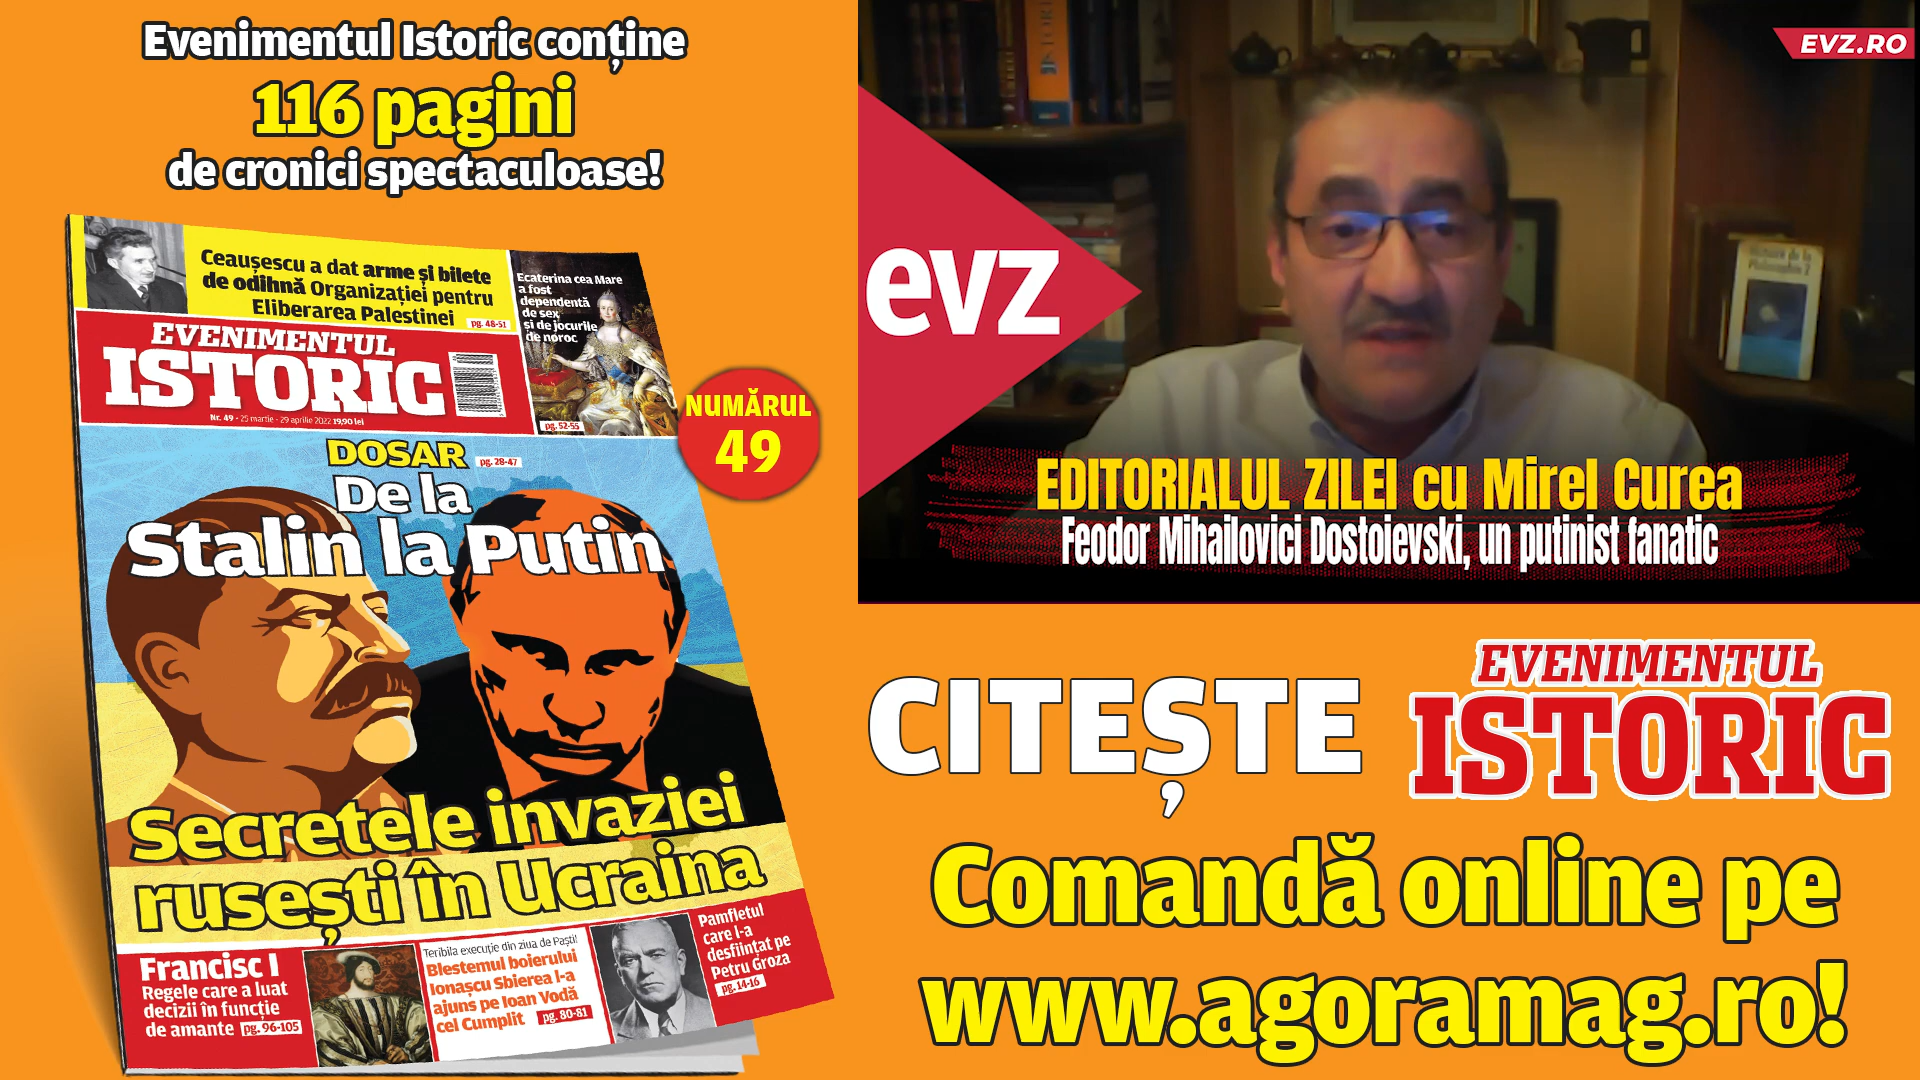 Evenimentul Istoric conține
116 pagini
de cronici spectaculoase!
Ceaușescu a dat arme și bilete
de odihnă Organizației pentru
Eliberarea Palestinei pg. 48-51
Ecaterina cea Mare
a fost
dependentă
de sex
și de jocurile
de noroc
pg. 52-55
EVENIMENTUL
ISTORIC
Nr. 49 • 25 martie - 29 aprilie 2022 19,90 lei
NUMĂRUL
49
DOSAR pg. 28-47
De la
Stalin la Putin
Secretele invaziei
rusești în Ucraina
Francisc I
Regele care a luat
decizii în funcție
de amante pg. 96-105
Teribila execuție din ziua de Paști!
Blestemul boierului
Ionașcu Sbierea l-a
ajuns pe Ioan Vodă
cel Cumplit pg. 80-81
Pamfletul
care l-a
desființat pe
Petru Groza
pg. 14-16
EVZ.RO
evz
EDITORIALUL ZILEI cu Mirel Curea
Feodor Mihailovici Dostoievski, un putinist fanatic
CITEȘTE
EVENIMENTUL
ISTORIC
Comandă online pe
www.agoramag.ro!